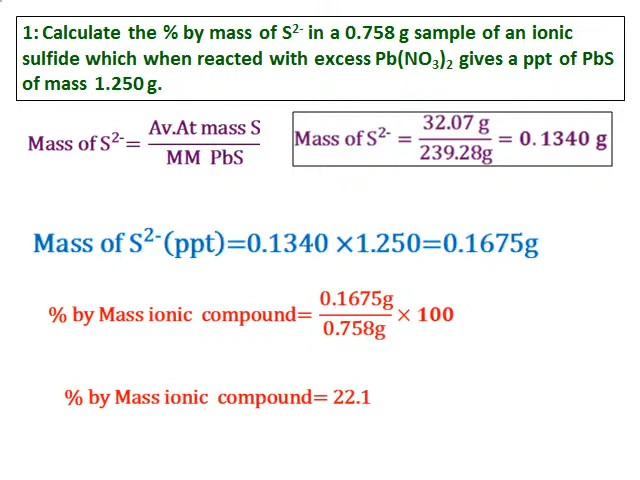 1: Calculate the % by mass of S²⁻ in a 0.758 g sample of an ionic
sulfide which when reacted with excess Pb(NO₃)₂ gives a ppt of PbS
of mass 1.250 g.
Mass of S²⁻= Av.At mass S / MM PbS
Mass of S²⁻ = 32.07 g / 239.28g = 0.1340 g
Mass of S²⁻(ppt)=0.1340 ×1.250=0.1675g
% by Mass ionic compound= 0.1675g / 0.758g × 100
% by Mass ionic compound= 22.1